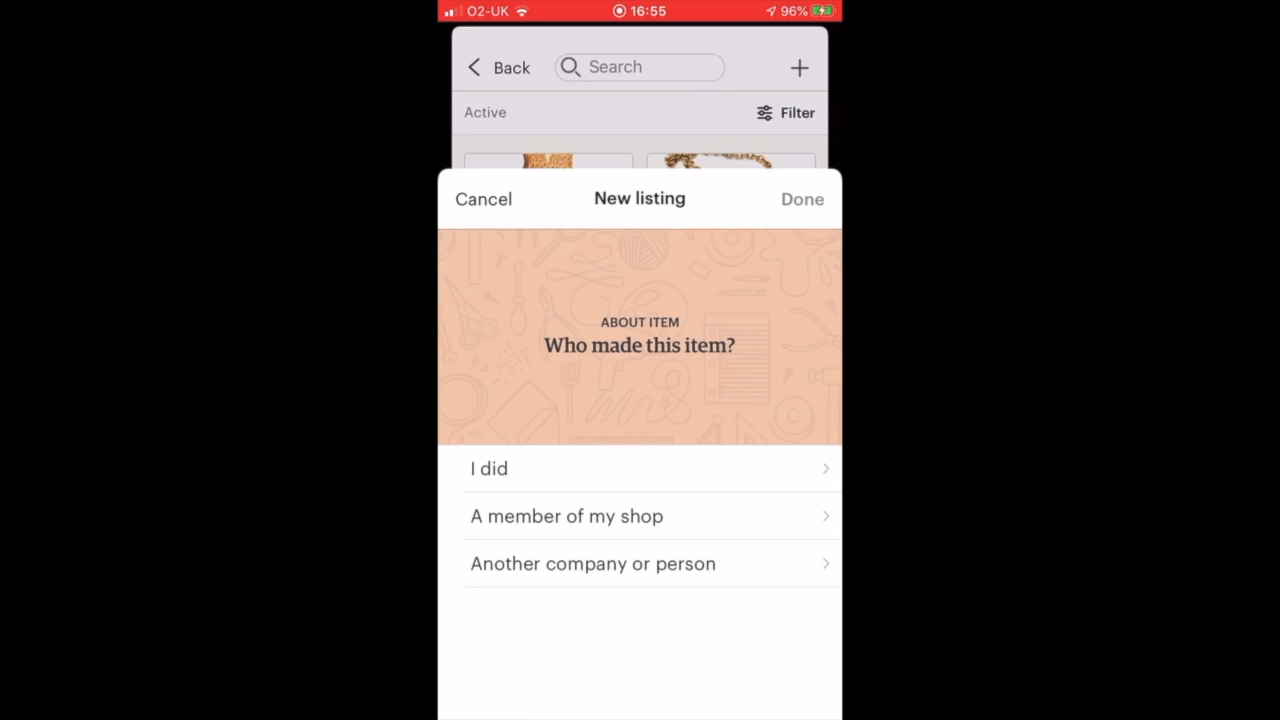 O2-UK 16:55 96%
Back Search
Active Filter
Cancel New listing Done
ABOUT ITEM
Who made this item?
I did
A member of my shop
Another company or person